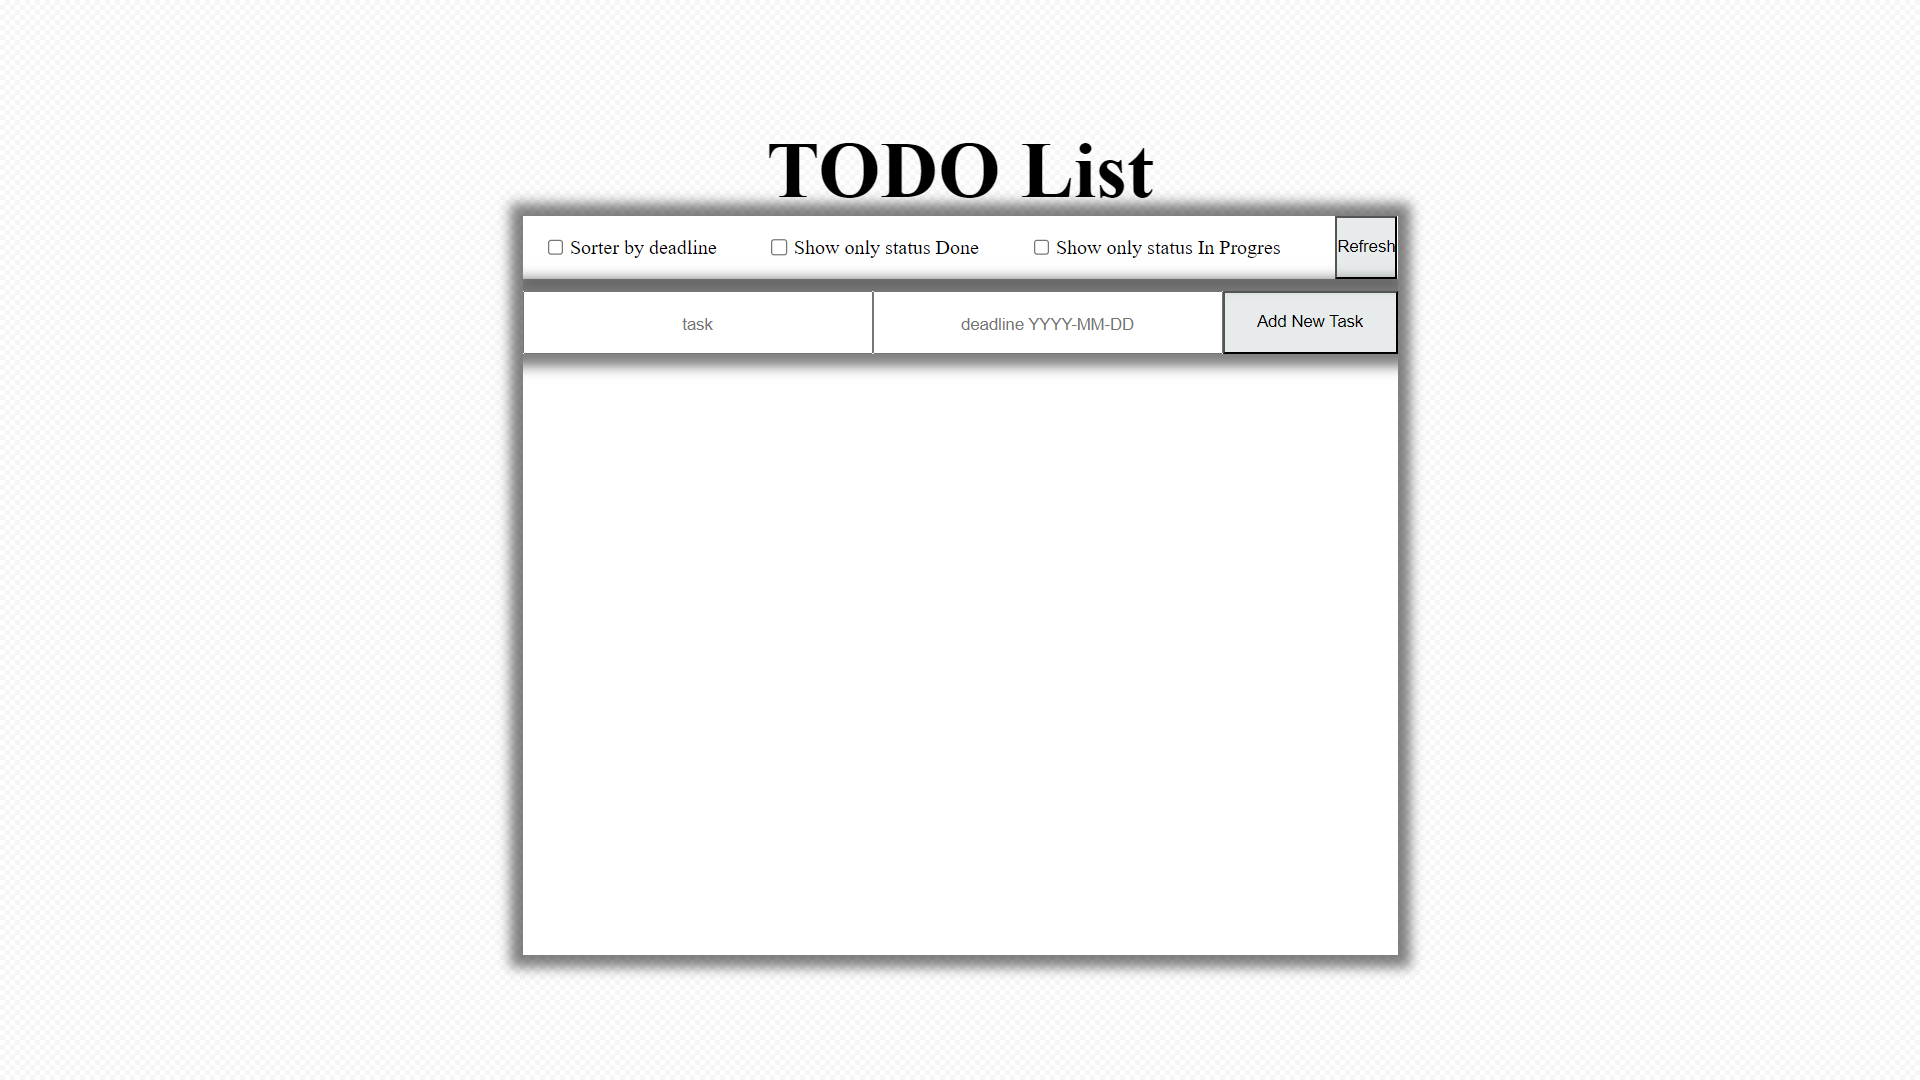 TODO List
Sorter by deadline Show only status Done Show only status In Progres Refresh
task deadline YYYY-MM-DD Add New Task